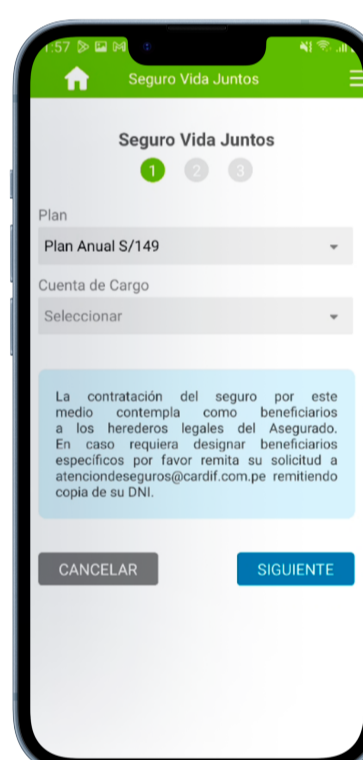 1:57
Seguro Vida Juntos
Seguro Vida Juntos
1 2 3
Plan
Plan Anual S/149
Cuenta de Cargo
Seleccionar
La contratación del seguro por este
medio contempla como beneficiarios
a los herederos legales del Asegurado.
En caso requiera designar beneficiarios
específicos por favor remita su solicitud a
atenciondeseguros@cardif.com.pe remitiendo
copia de su DNI.
CANCELAR SIGUIENTE